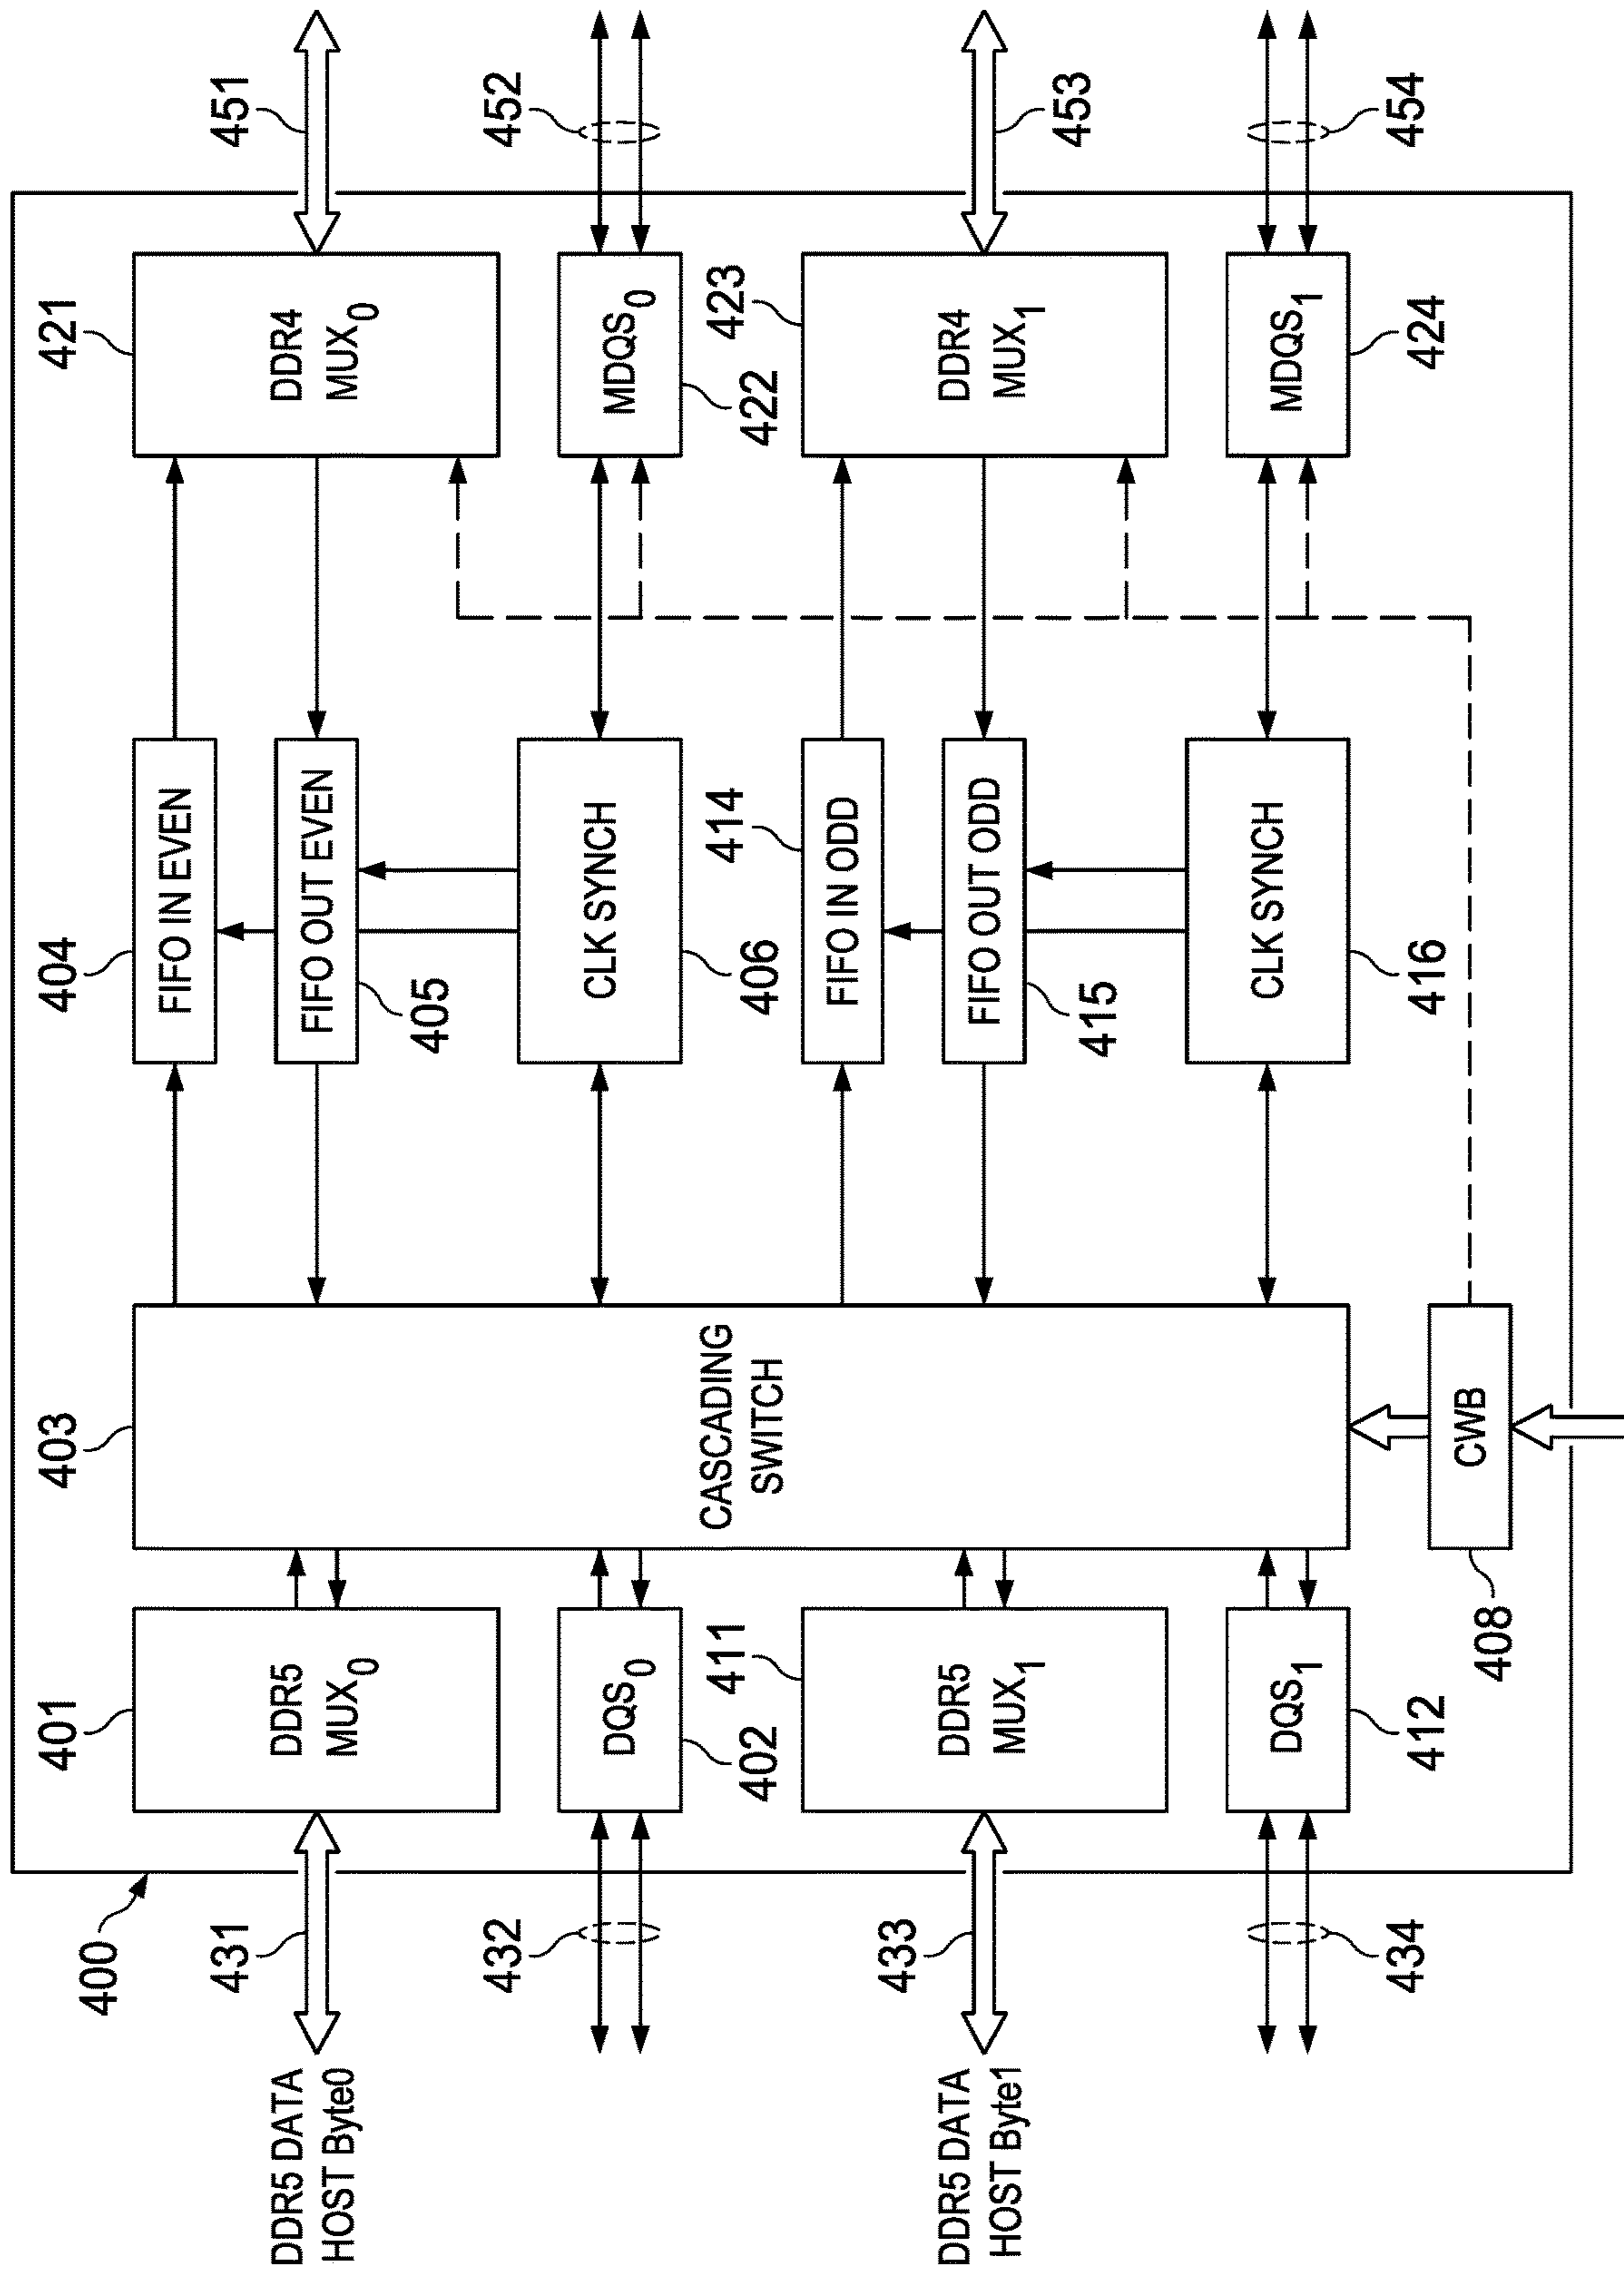 400
431
DDR5 DATA
HOST Byte0
401
DDR5
MUX0
403
CASCADING
SWITCH
404
FIFO IN EVEN
FIFO OUT EVEN
405
421
DDR4
MUX0
451
432
DQS0
402
CLK SYNCH
406
MDQS0
422
452
433
DDR5 DATA
HOST Byte1
411
DDR5
MUX1
414
FIFO IN ODD
FIFO OUT ODD
415
423
DDR4
MUX1
453
434
DQS1
412
CLK SYNCH
416
MDQS1
424
454
CWB
408